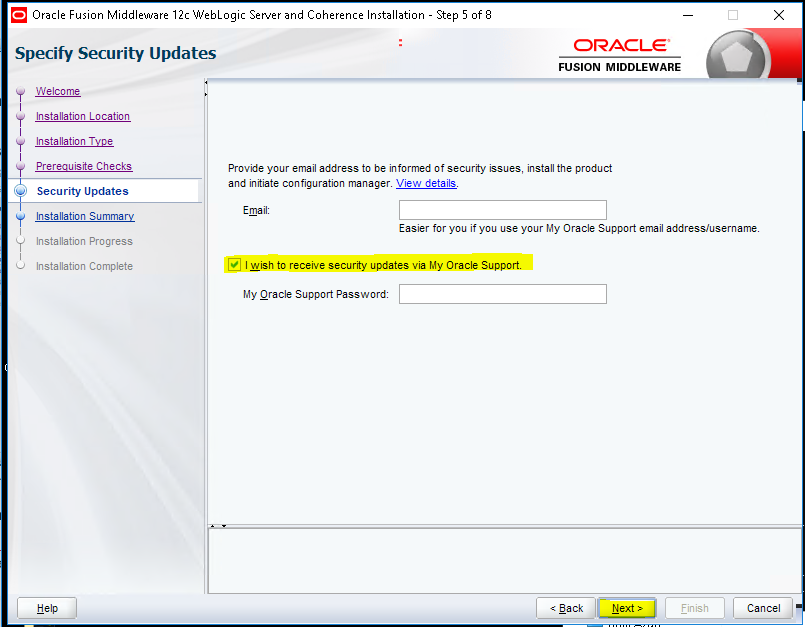 Oracle Fusion Middleware 12c WebLogic Server and Coherence Installation - Step 5 of 8
Specify Security Updates
:
ORACLE®
FUSION MIDDLEWARE
Welcome
Installation Location
Installation Type
Prerequisite Checks
Security Updates
Installation Summary
Installation Progress
Installation Complete
Provide your email address to be informed of security issues, install the product
and initiate configuration manager. View details.
Email:
Easier for you if you use your My Oracle Support email address/username.
I wish to receive security updates via My Oracle Support.
My Oracle Support Password:
Help
< Back
Next >
Finish
Cancel